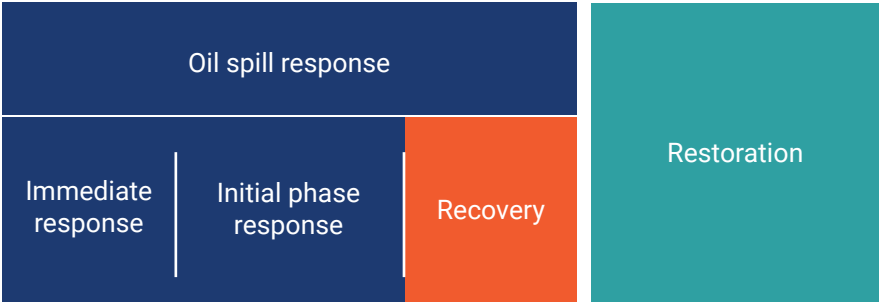 Oil spill response
Immediate
response
Initial phase
response
Recovery
Restoration